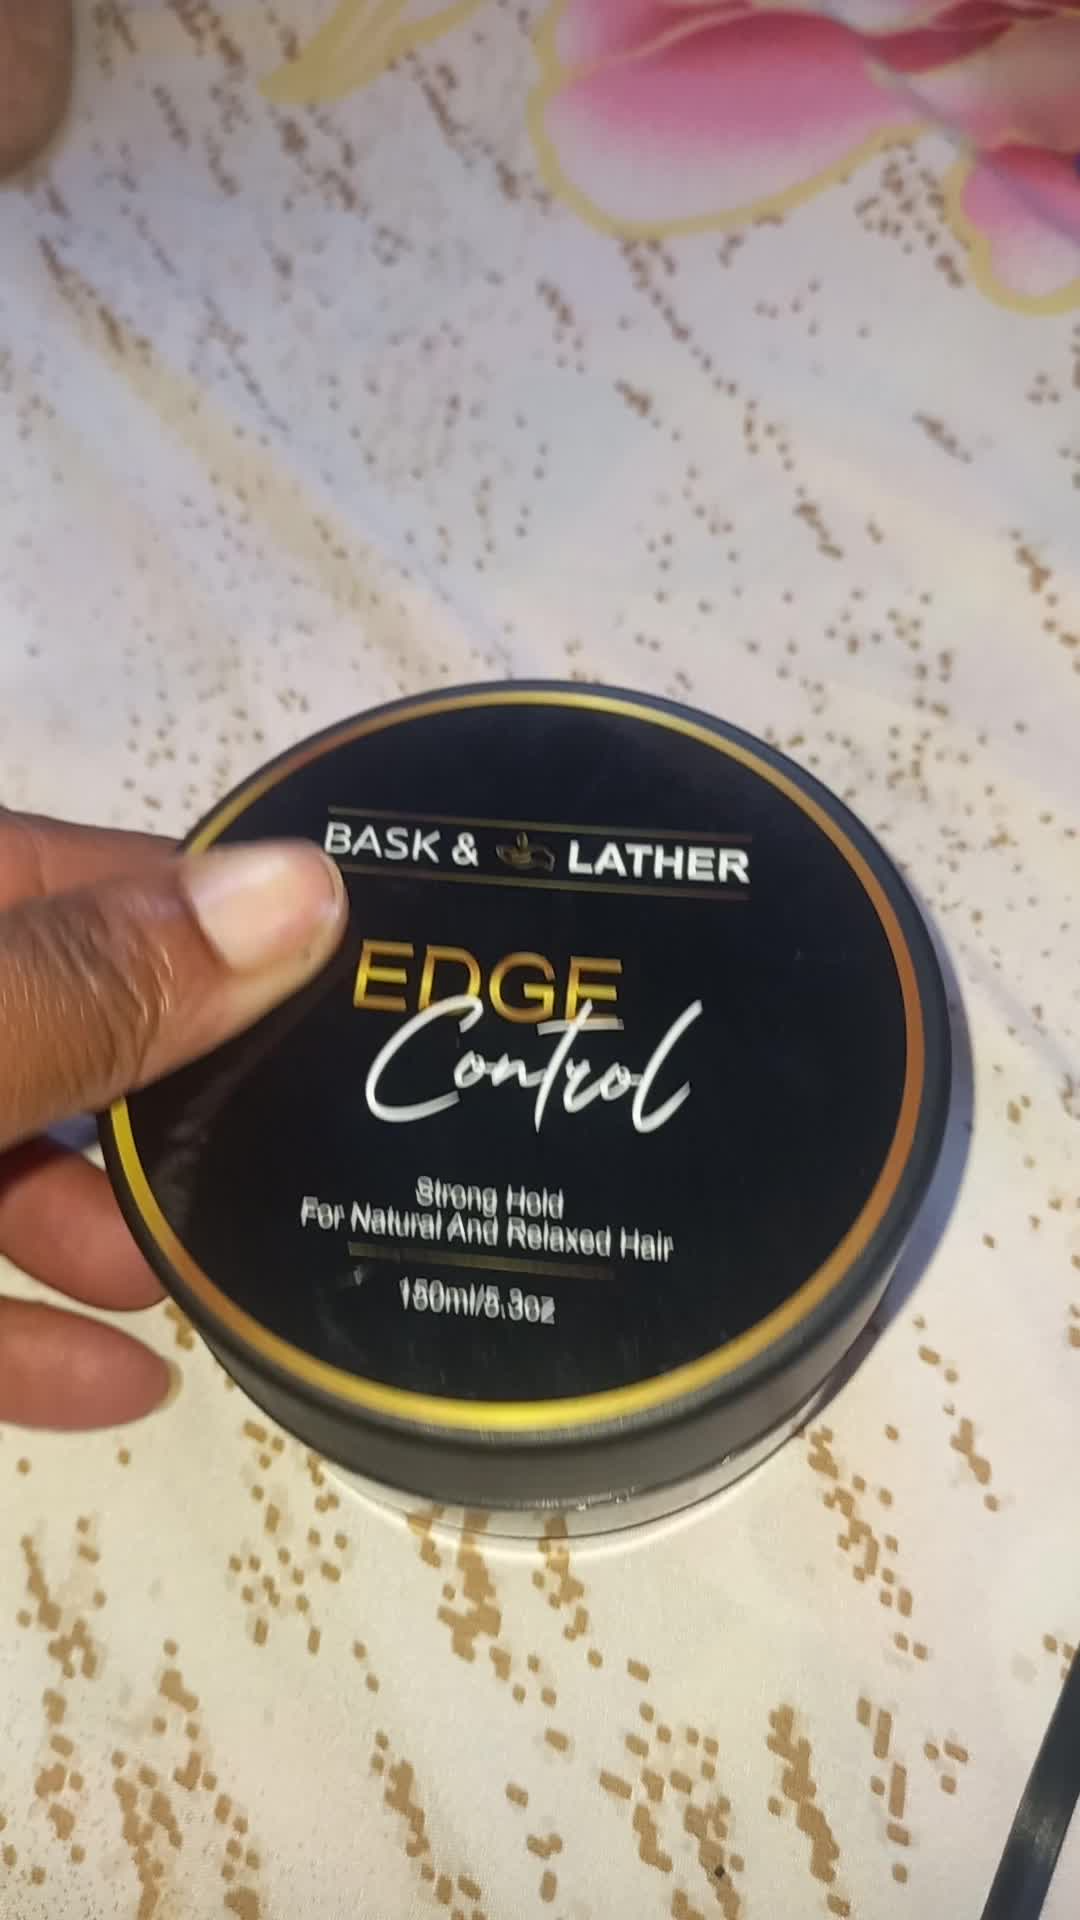 BASK & LATHER
EDGE
Control
Strong Hold
For Natural And Relaxed Hair
150ml/5.3oz